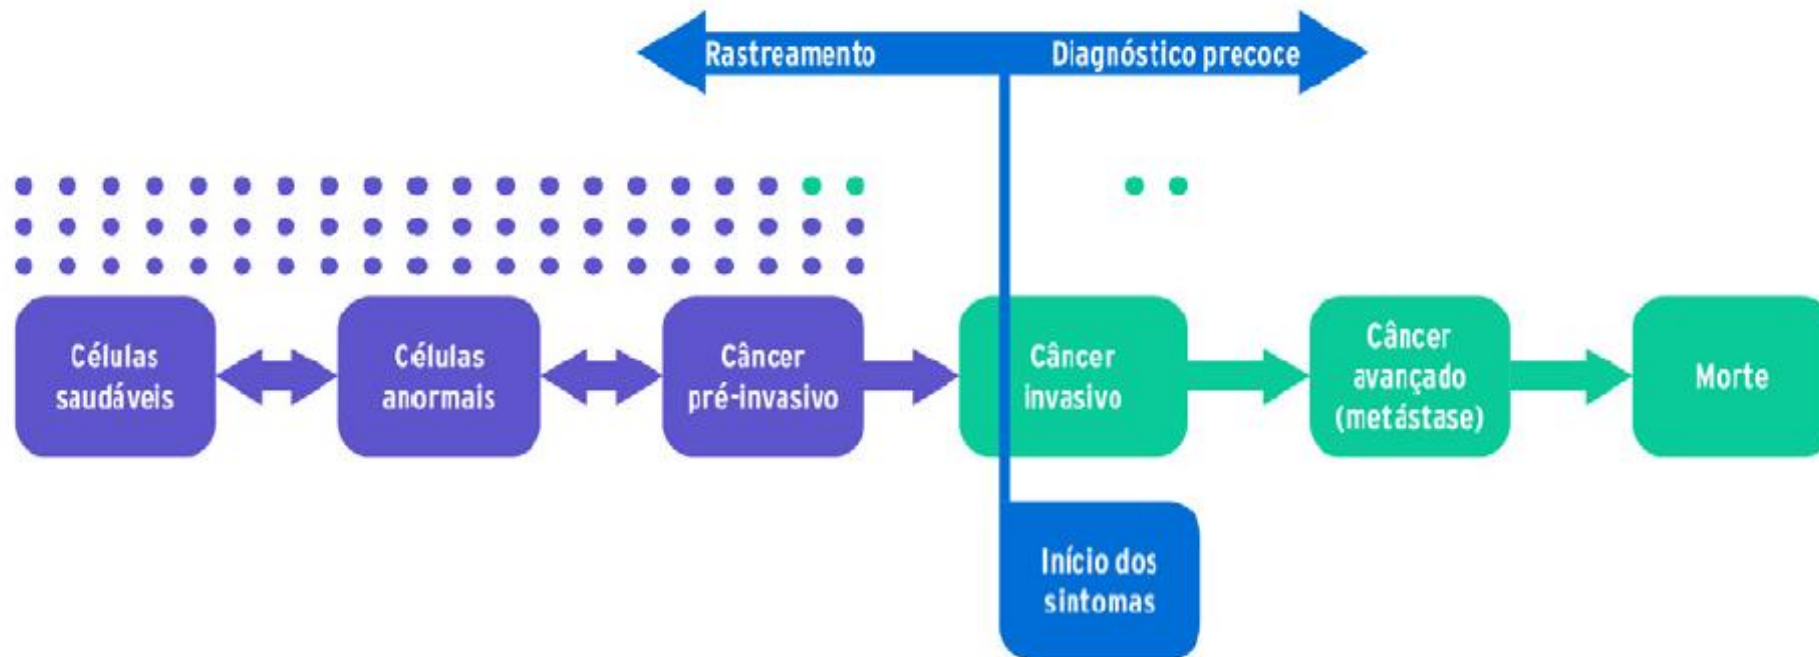 Rastreamento
Diagnóstico precoce
Células
saudáveis
Células
anormais
Câncer
pré-invasivo
Câncer
invasivo
Câncer
avançado
(metástase)
Morte
Início dos
sintomas